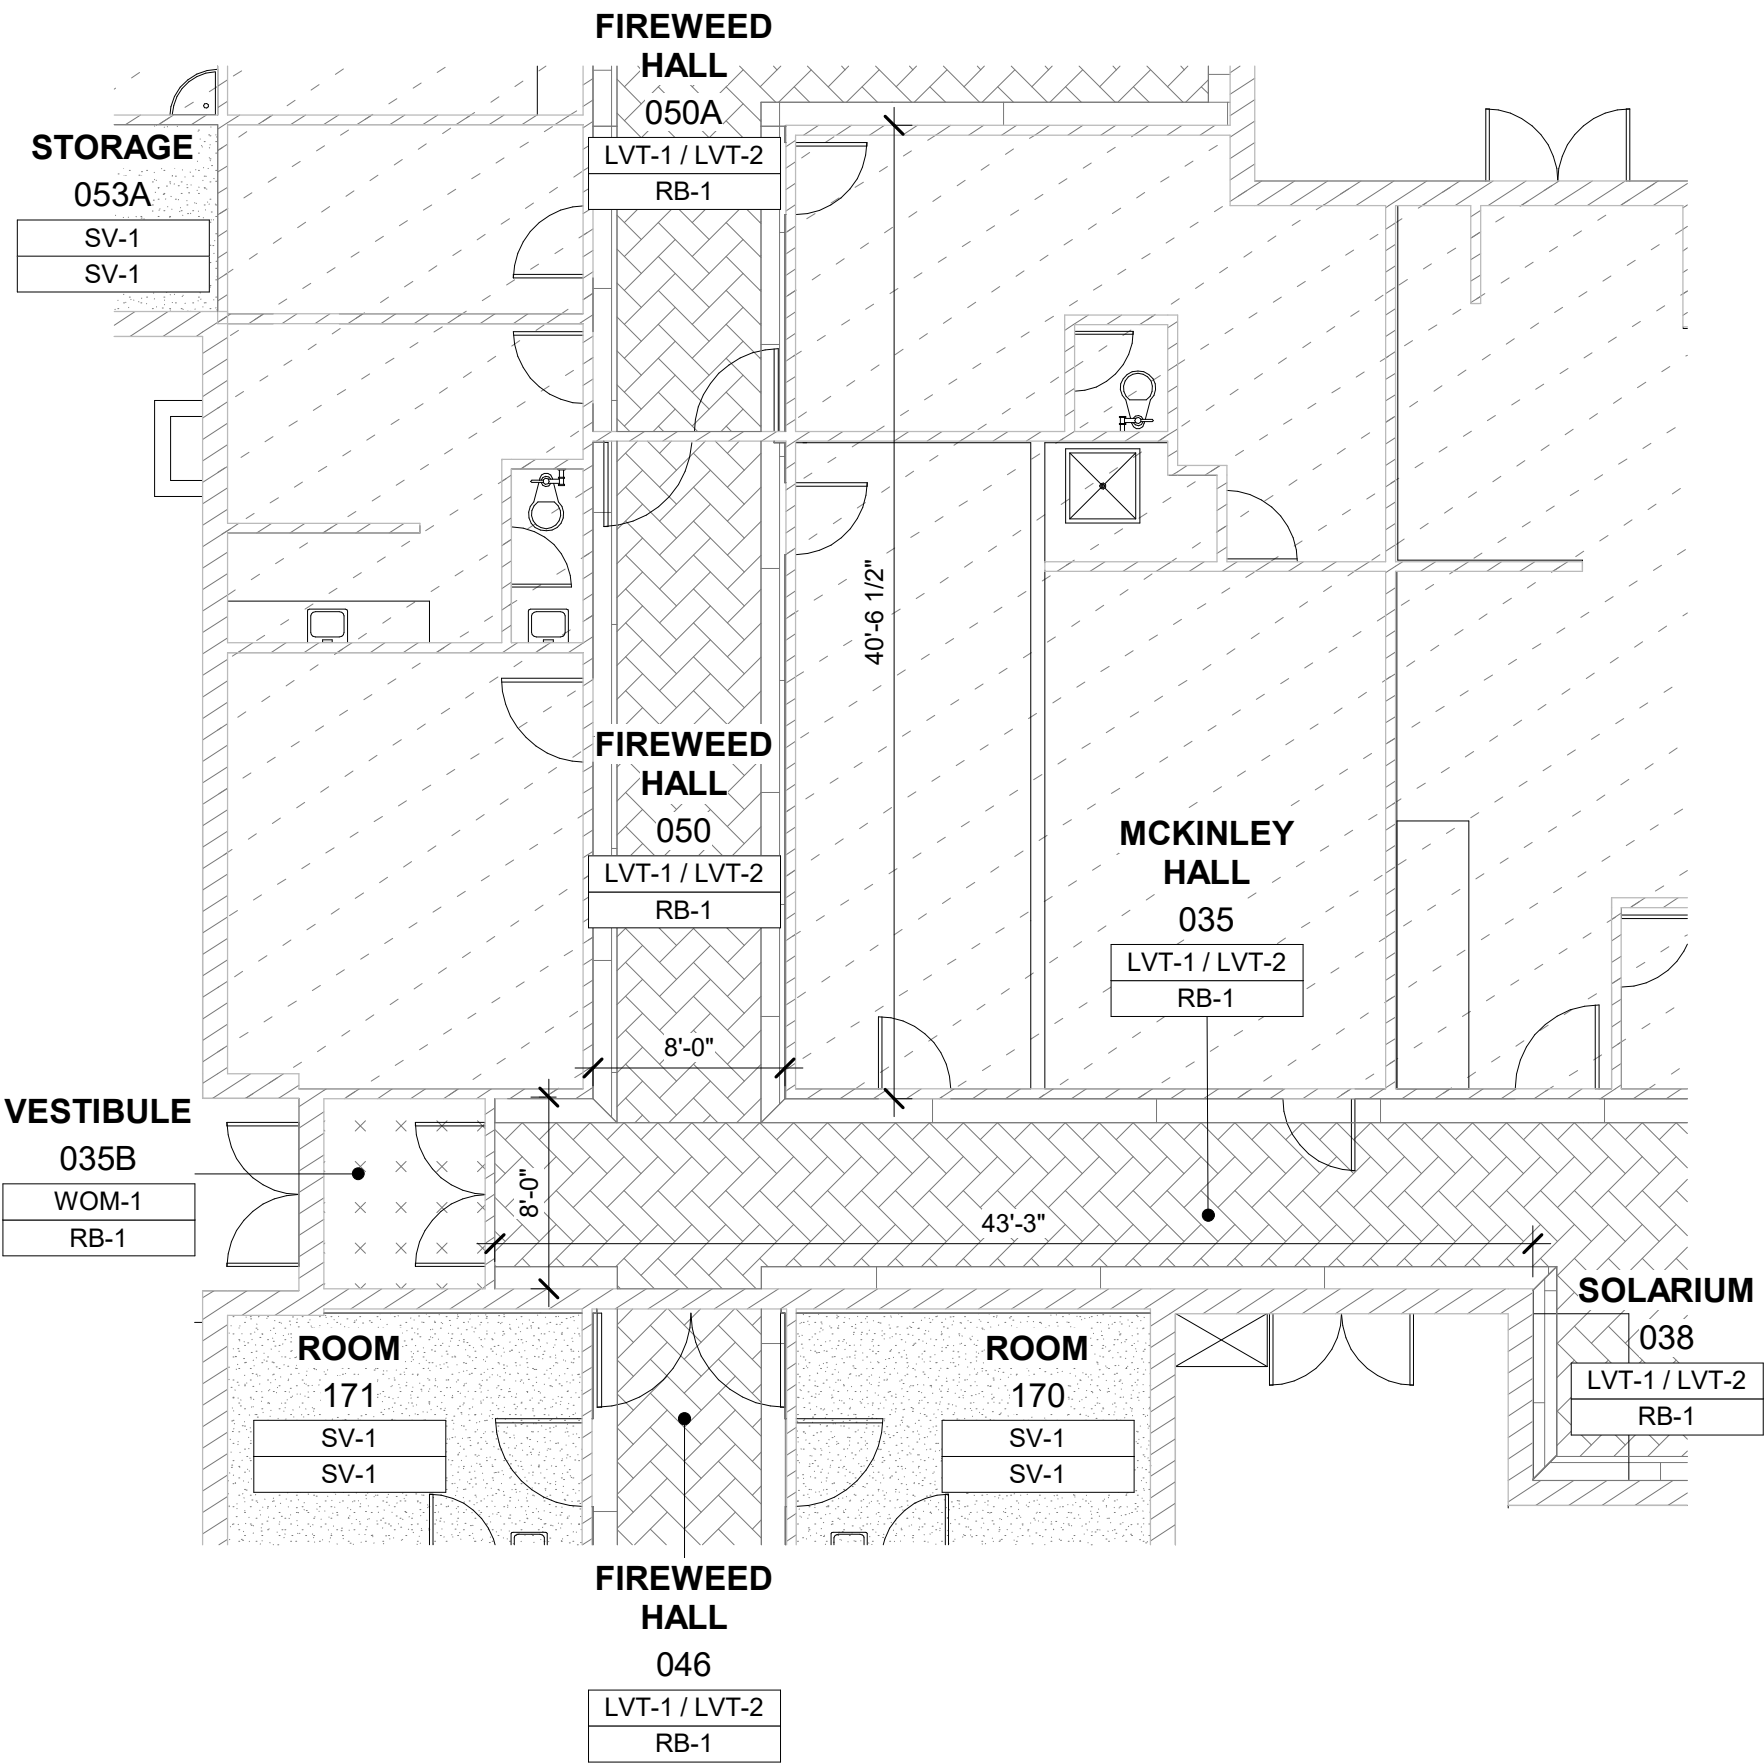 FIREWEED
HALL
050A
LVT-1 / LVT-2
RB-1
STORAGE
053A
SV-1
SV-1
40'-6 1/2"
FIREWEED
HALL
050
LVT-1 / LVT-2
RB-1
MCKINLEY
HALL
035
LVT-1 / LVT-2
RB-1
8'-0"
VESTIBULE
035B
WOM-1
RB-1
8'-0"
43'-3"
SOLARIUM
038
LVT-1 / LVT-2
RB-1
ROOM
171
SV-1
SV-1
ROOM
170
SV-1
SV-1
FIREWEED
HALL
046
LVT-1 / LVT-2
RB-1